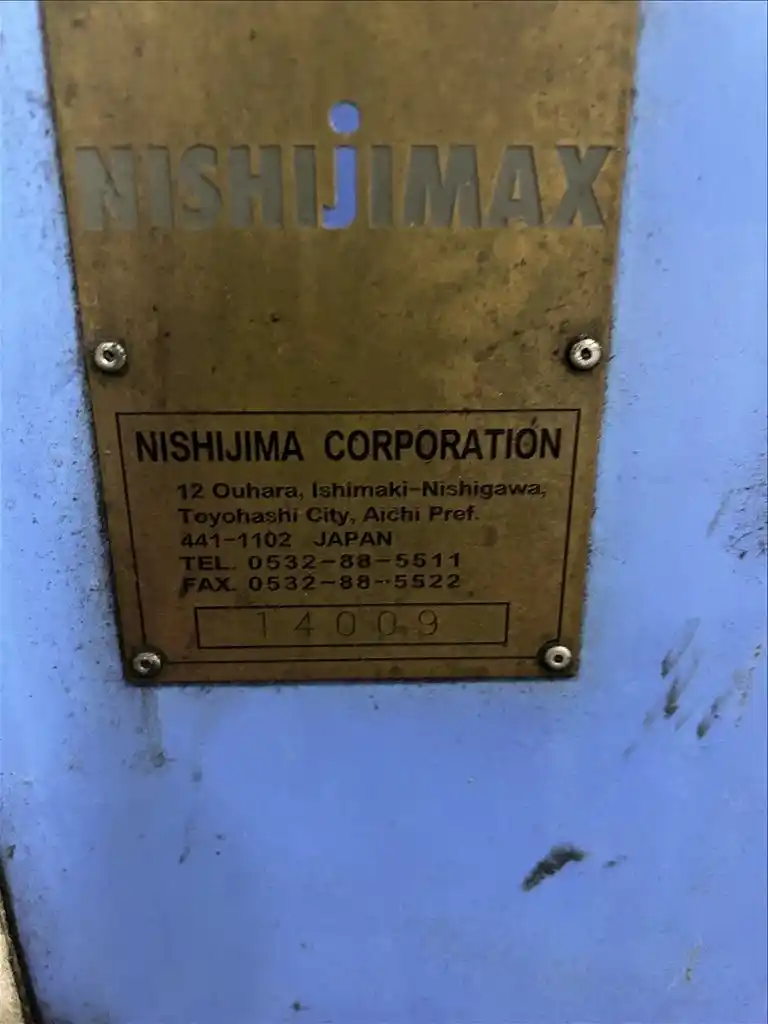 NISHIJIMAX
NISHIJIMA CORPORATION
12 Ouhara, Ishimaki-Nishigawa,
Toyohashi City, Aichi Pref.
441-1102 JAPAN
TEL. 0532-88-5511
FAX. 0532-88-5522
14009